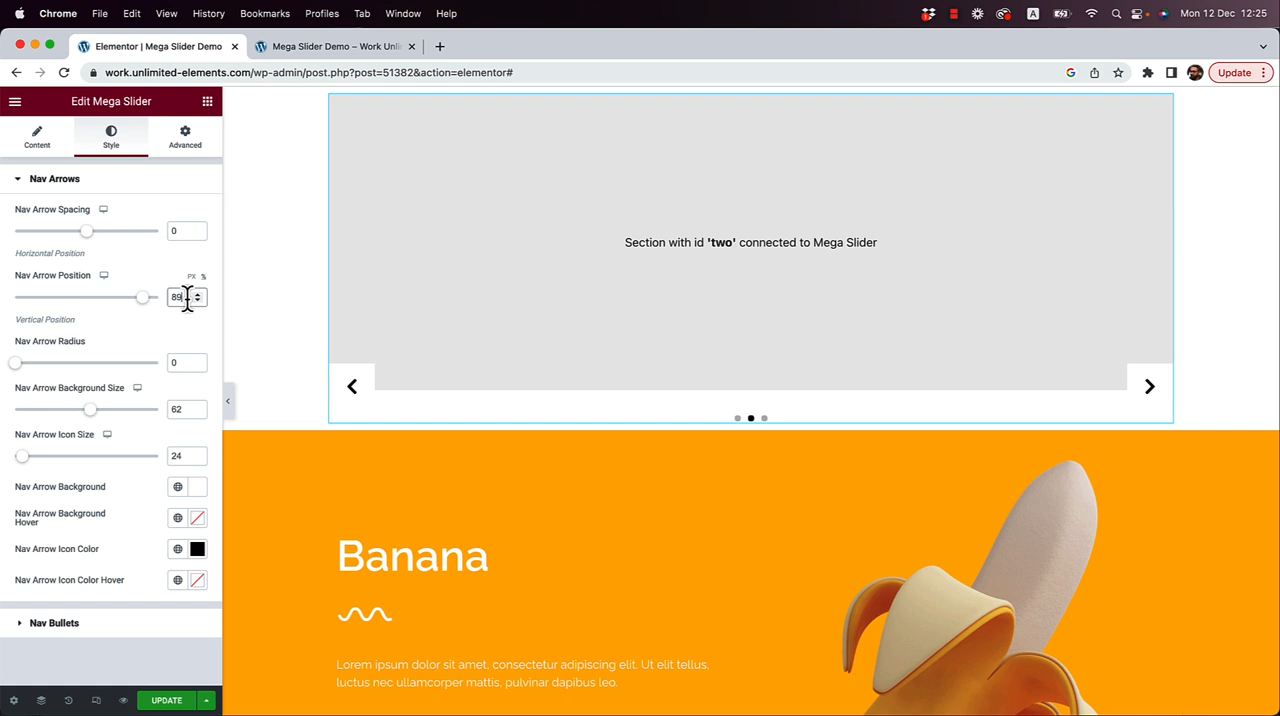 Chrome File Edit View History Bookmarks Profiles Tab Window Help A Mon 12 Dec 12:25
Elementor | Mega Slider Demo Mega Slider Demo – Work Unli
work.unlimited-elements.com/wp-admin/post.php?post=51382&action=elementor# Update
Edit Mega Slider
Content Style Advanced
Nav Arrows
Nav Arrow Spacing
0
Horizontal Position
Nav Arrow Position PX %
89
Vertical Position
Nav Arrow Radius
0
Nav Arrow Background Size
62
Nav Arrow Icon Size
24
Nav Arrow Background
Nav Arrow Background
Hover
Nav Arrow Icon Color
Nav Arrow Icon Color Hover
Nav Bullets
UPDATE
Section with id 'two' connected to Mega Slider
Banana
Lorem ipsum dolor sit amet, consectetur adipiscing elit. Ut elit tellus,
luctus nec ullamcorper mattis, pulvinar dapibus leo.